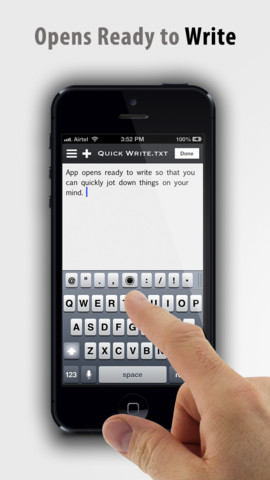 Opens Ready to Write
Airtel 3:52 PM 100%
Quick Write.txt Done
App opens ready to write so that you
can quickly jot down things on your
mind.
@ " . , : / ! -
Q W E R T U I O P
A S D F G H J K L
Z X C V B N
123 space